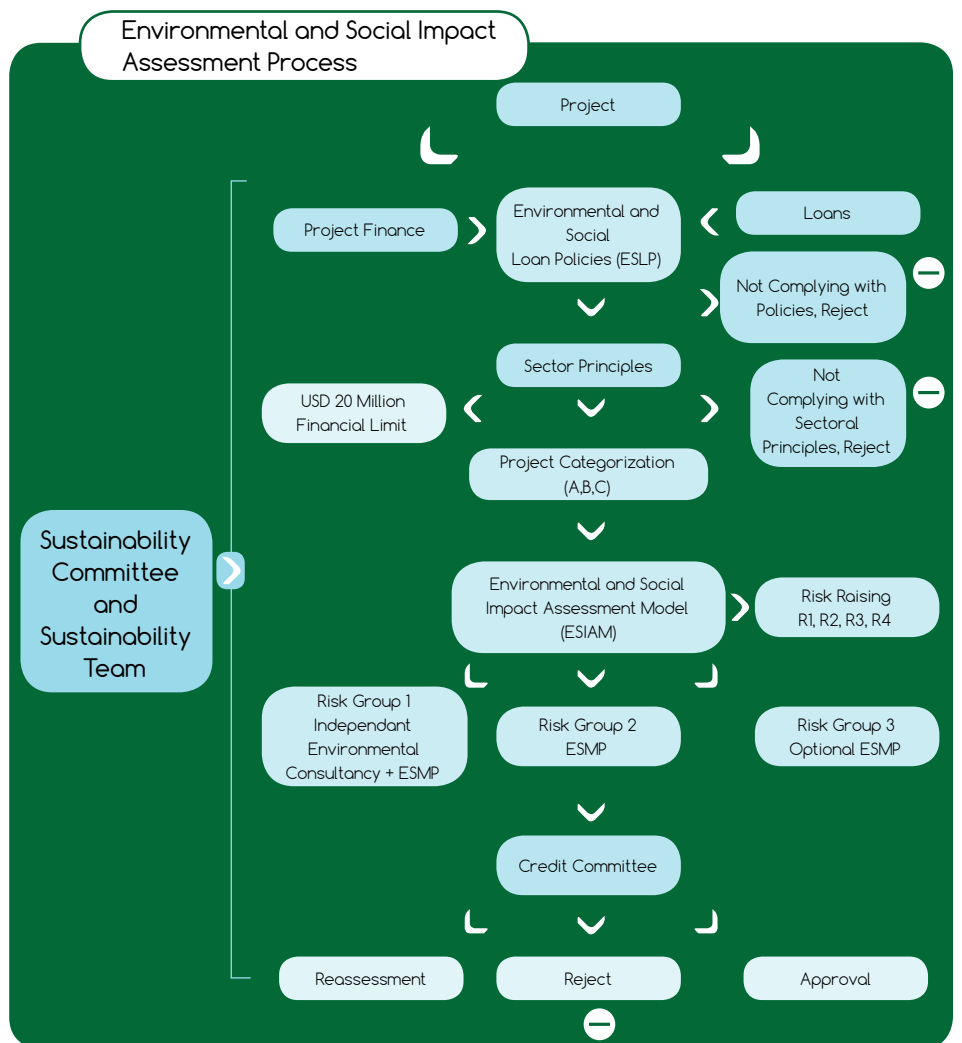 Environmental and Social Impact
Assessment Process
Project
Project Finance
Environmental and
Social
Loan Policies (ESLP)
Loans
Not Complying with
Policies, Reject
Sector Principles
USD 20 Million
Financial Limit
Not
Complying with
Sectoral
Principles, Reject
Project Categorization
(A,B,C)
Sustainability
Committee
and
Sustainability
Team
Environmental and Social
Impact Assessment Model
(ESIAM)
Risk Raising
R1, R2, R3, R4
Risk Group 1
Independant
Environmental
Consultancy + ESMP
Risk Group 2
ESMP
Risk Group 3
Optional ESMP
Credit Committee
Reassessment
Reject
Approval